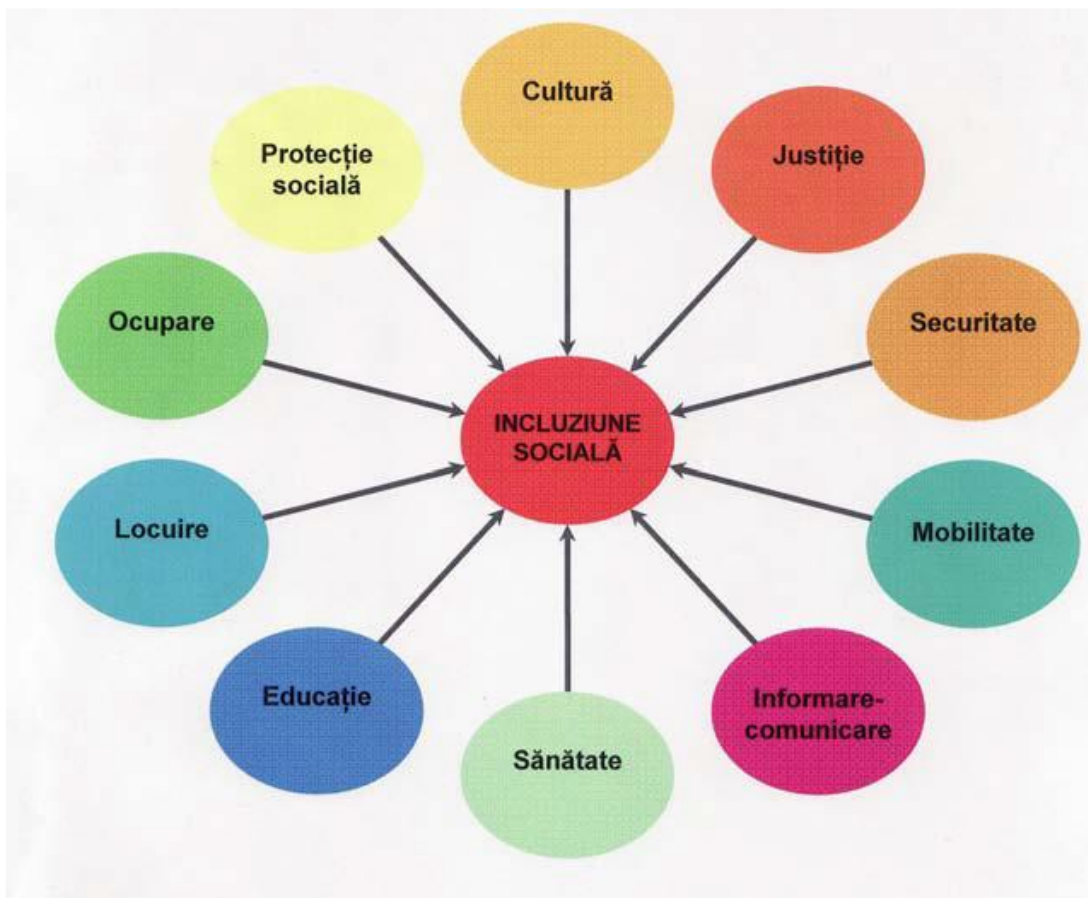 Cultură
Protecție
socială
Justiție
Ocupare
Securitate
INCLUZIUNE
SOCIALĂ
Locuire
Mobilitate
Educație
Informare-
comunicare
Sănătate